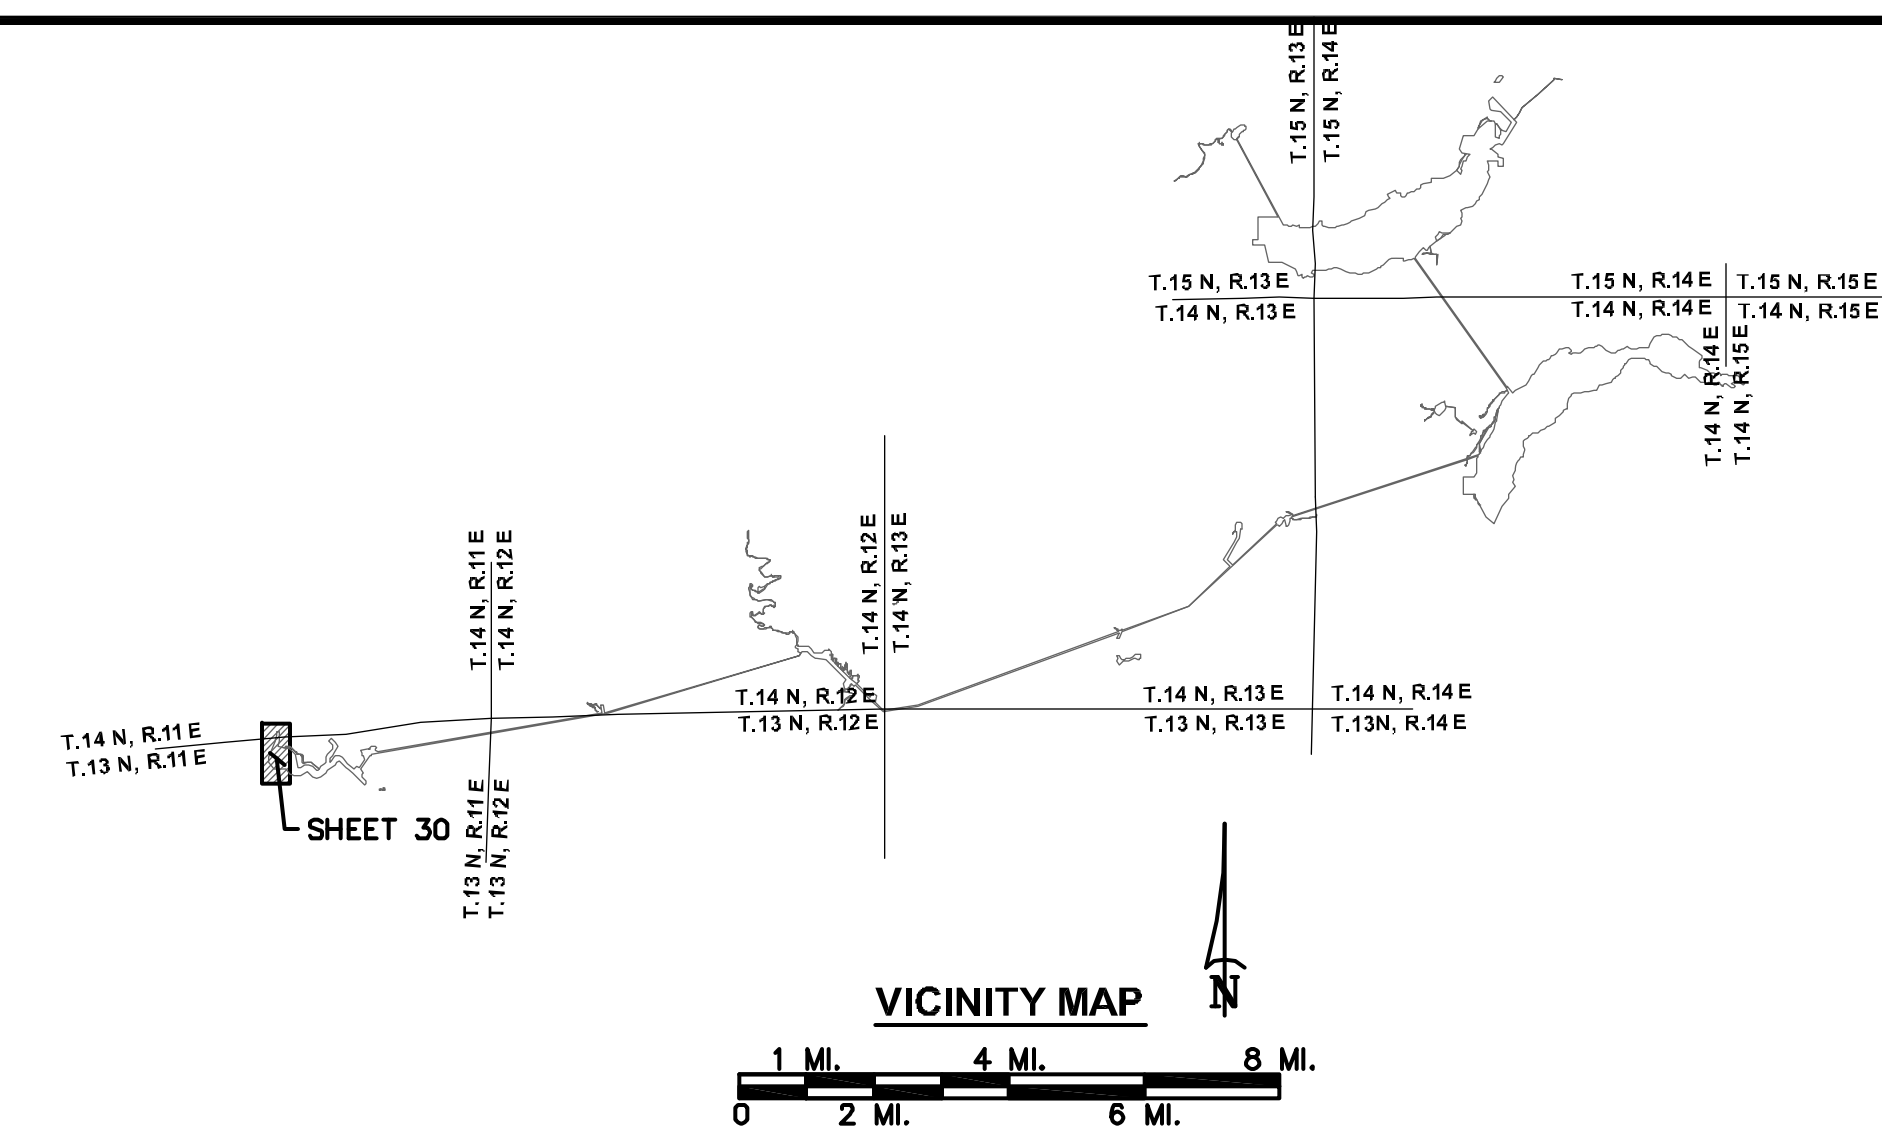 T.15 N, R.13 E
T.15 N, R.14 E
T.15 N, R.13 E
T.14 N, R.13 E
T.15 N, R.14 E
T.14 N, R.14 E
T.15 N, R.15 E
T.14 N, R.15 E
T.14 N, R.14 E
T.14 N, R.15 E
T.14 N, R.11 E
T.14 N, R.12 E
T.14 N, R.12 E
T.14 N, R.13 E
T.14 N, R.11 E
T.13 N, R.11 E
T.14 N, R.12 E
T.13 N, R.12 E
T.14 N, R.13 E
T.13 N, R.13 E
T.14 N, R.14 E
T.13N, R.14 E
T.13 N, R.11 E
T.13 N, R.12 E
SHEET 30
N
VICINITY MAP
1 MI. 4 MI. 8 MI.
0 2 MI. 6 MI.